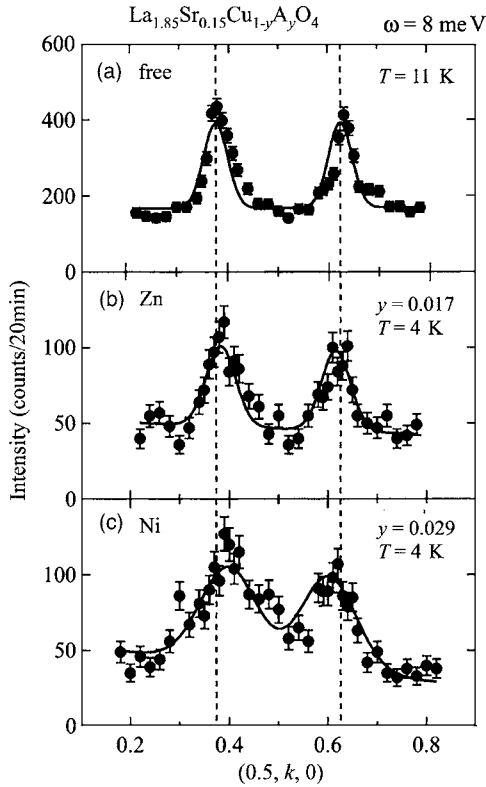 La1.85Sr0.15Cu1-yAyO4 ω = 8 meV
600
(a) free T = 11 K
400
200
0
(b) Zn y = 0.017
T = 4 K
100
50
0
(c) Ni y = 0.029
T = 4 K
100
50
0
0.2 0.4 0.6 0.8
(0.5, k, 0)
Intensity (counts/20min)